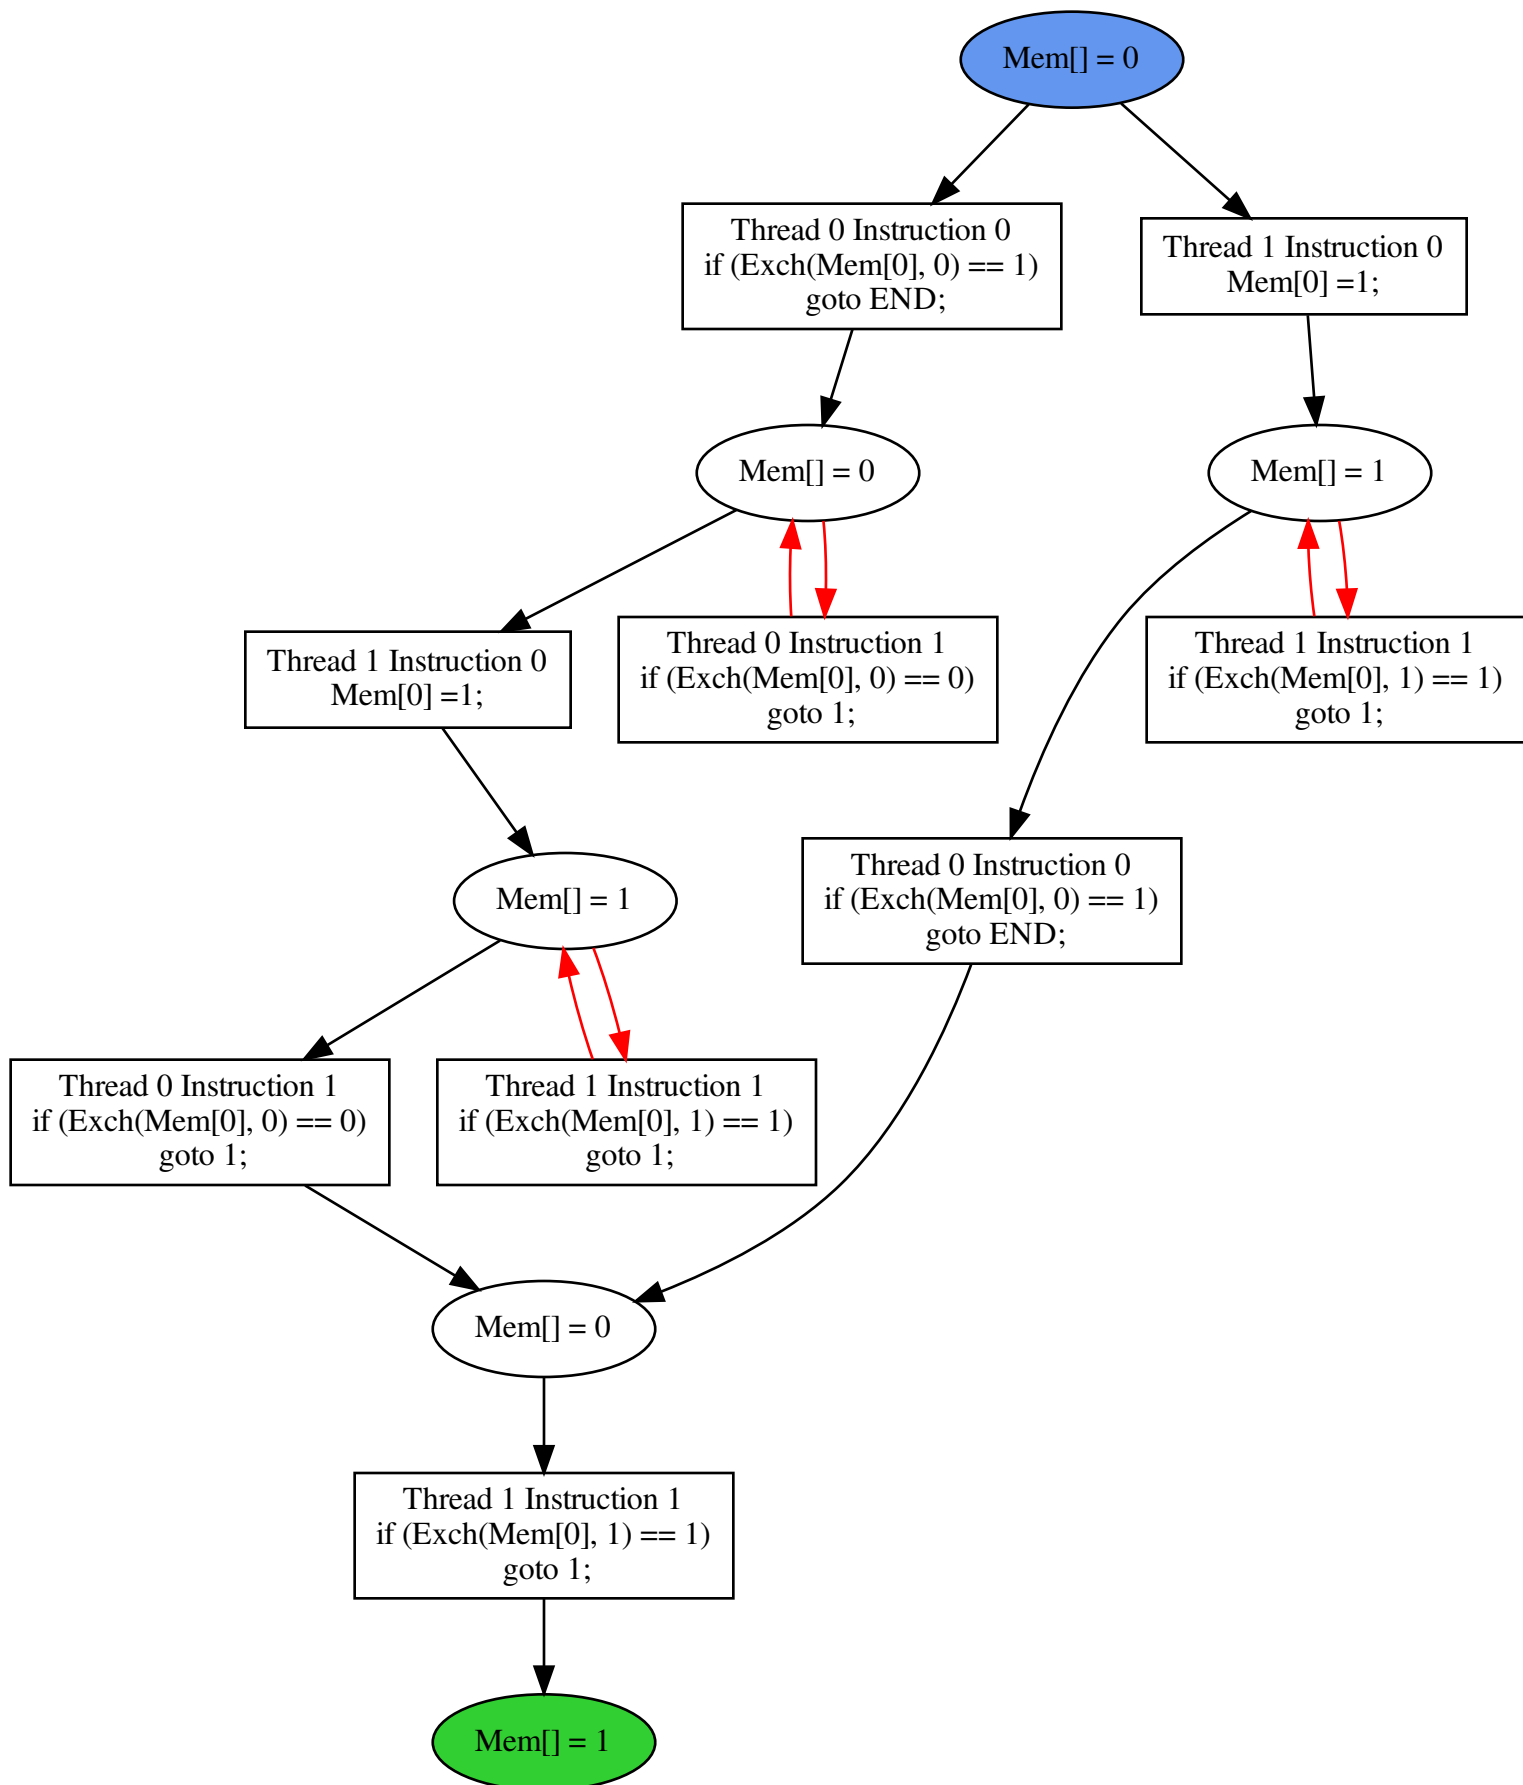 Mem[] = 0
Thread 0 Instruction 0
if (Exch(Mem[0], 0) == 1)
goto END;
Thread 1 Instruction 0
Mem[0] =1;
Mem[] = 0
Mem[] = 1
Thread 1 Instruction 0
Mem[0] =1;
Thread 0 Instruction 1
if (Exch(Mem[0], 0) == 0)
goto 1;
Thread 1 Instruction 1
if (Exch(Mem[0], 1) == 1)
goto 1;
Mem[] = 1
Thread 0 Instruction 0
if (Exch(Mem[0], 0) == 1)
goto END;
Thread 0 Instruction 1
if (Exch(Mem[0], 0) == 0)
goto 1;
Thread 1 Instruction 1
if (Exch(Mem[0], 1) == 1)
goto 1;
Mem[] = 0
Thread 1 Instruction 1
if (Exch(Mem[0], 1) == 1)
goto 1;
Mem[] = 1